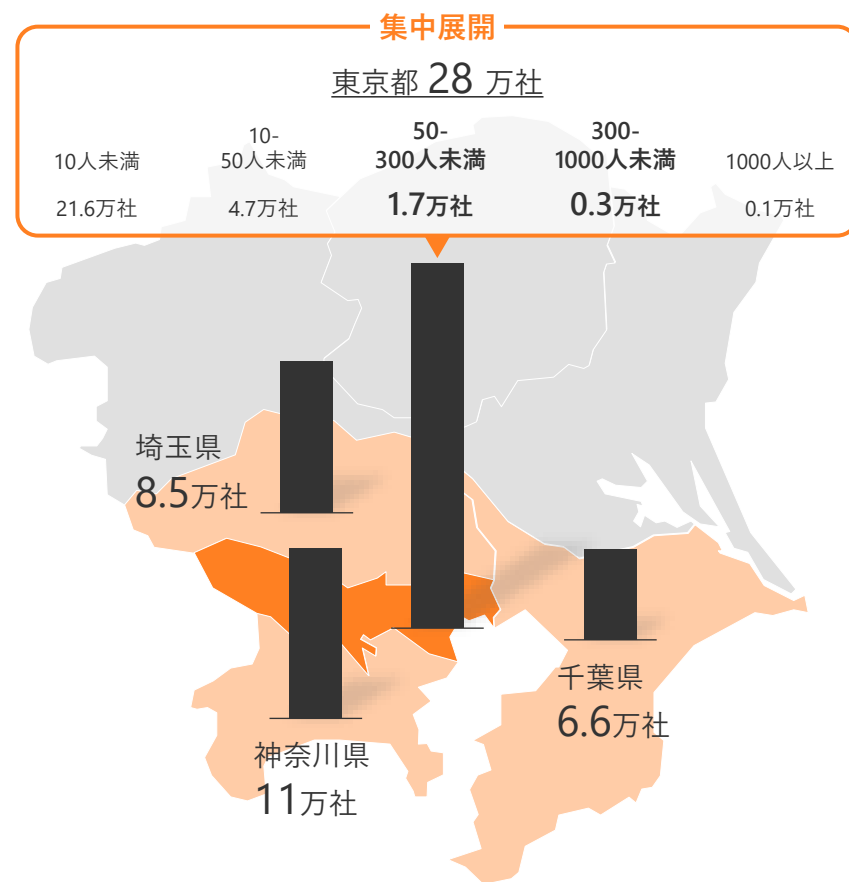 集中展開
東京都 28 万社
10人未満
21.6万社
10-
50人未満
4.7万社
50-
300人未満
1.7万社
300-
1000人未満
0.3万社
1000人以上
0.1万社
埼玉県
8.5万社
千葉県
6.6万社
神奈川県
11万社